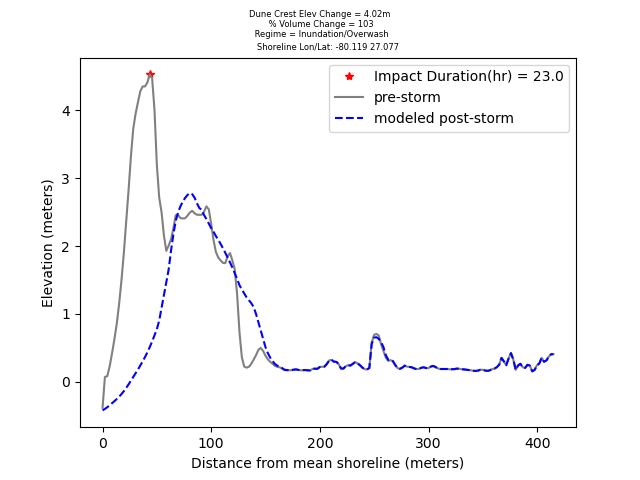 Dune Crest Elev Change = 4.02m
% Volume Change = 103
Regime = Inundation/Overwash
Shoreline Lon/Lat: -80.119 27.077
Impact Duration(hr) = 23.0
pre-storm
modeled post-storm
4
3
2
1
0
Elevation (meters)
0 100 200 300 400
Distance from mean shoreline (meters)